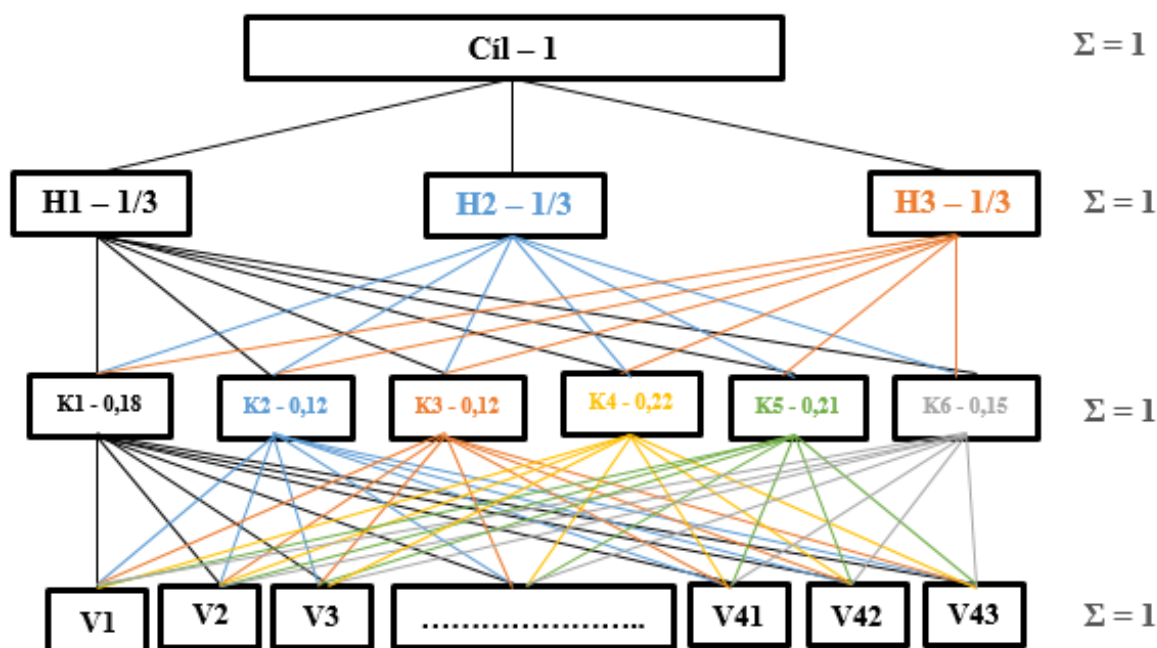 Cíl – 1 Σ = 1
H1 – 1/3 H2 – 1/3 H3 – 1/3 Σ = 1
K1 - 0,18 K2 - 0,12 K3 - 0,12 K4 - 0,22 K5 - 0,21 K6 - 0,15 Σ = 1
V1 V2 V3 ………………….. V41 V42 V43 Σ = 1